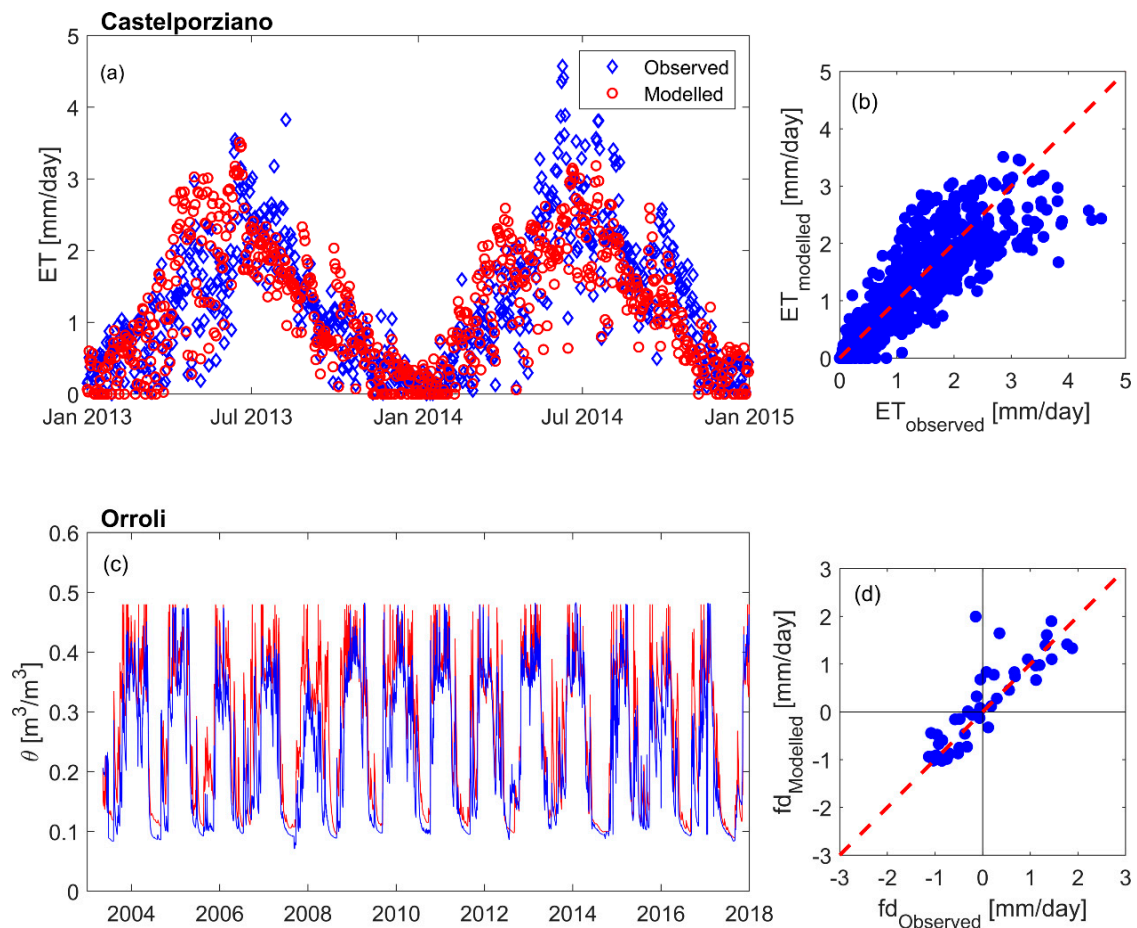 Castelporziano
(a)
Observed
Modelled
ET [mm/day]
5
4
3
2
1
0
Jan 2013
Jul 2013
Jan 2014
Jul 2014
Jan 2015
(b)
ET_modelled [mm/day]
5
4
3
2
1
0
0 1 2 3 4 5
ET_observed [mm/day]
Orroli
(c)
θ [m³/m³]
0.6
0.5
0.4
0.3
0.2
0.1
0
2004 2006 2008 2010 2012 2014 2016 2018
(d)
fd_Modelled [mm/day]
3
2
1
0
-1
-2
-3
-3 -2 -1 0 1 2 3
fd_Observed [mm/day]